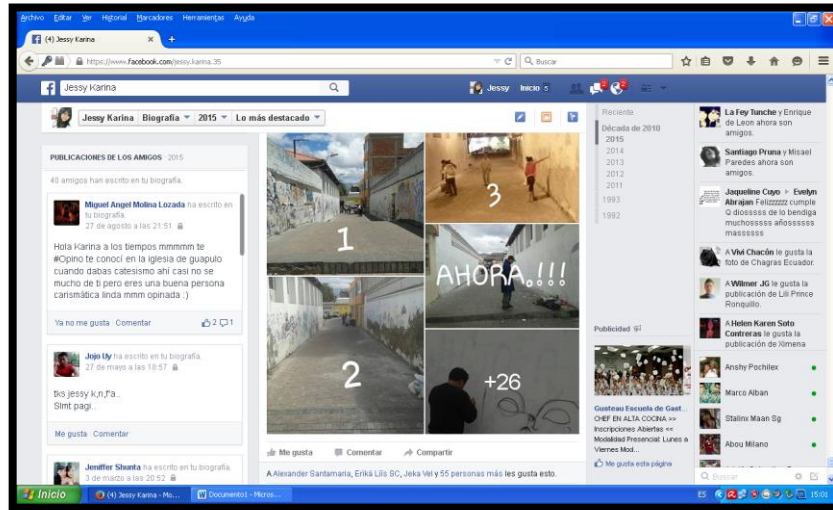 Archivo Editar Ver Historial Marcadores Herramientas Ayuda
(4) Jessy Karina
https://www.facebook.com/jessy.karina.35
Buscar
Jessy Karina
Jessy Inicio 5
2 2
Jessy Karina Biografía 2015 Lo más destacado
PUBLICACIONES DE LOS AMIGOS 2015
40 amigos han escrito en tu biografía.
Miguel Angel Molina Lozada ha escrito en
tu biografía.
27 de agosto a las 21:51
Hola Karina a los tiempos mmmmm te
#Opino te conocí en la iglesia de guapulo
cuando dabas catesismo ahí casi no se
mucho de ti pero eres una buena persona
carismática linda mmm opinada :)
Ya no me gusta Comentar 2 1
Jojo Uy ha escrito en tu biografía.
27 de mayo a las 18:57
tks jessy k,n,f'a..
Slmt pagi..
Me gusta Comentar
Jeniffer Shunta ha escrito en tu biografía.
3 de marzo a las 20:52
1
3
AHORA.!!!
2
+26
Me gusta Comentar Compartir
A Alexander Santamaria, Erikà Liis GC, Jeka Vel y 55 personas más les gusta esto.
Reciente
Década de 2010
2015
2014
2013
2012
2011
1993
1992
Publicidad
Gusteau Escuela de Gast...
CHEF EN ALTA COCINA >>
Inscripciones Abiertas <<
Modalidad Presencial: Lunes a
Viernes Mod...
Me gusta esta página
La Fey Tunche y Enrique
de Leon ahora son
amigos.
Santiago Pruna y Misael
Paredes ahora son
amigos.
Jaqueline Cuyo Evelyn
Abrajan Felizzzzzz cumple
Q diosssss de lo bendiga
muchosssss añosssssss
massssss
A Vivi Chacón le gusta la
foto de Chagras Ecuador.
A Wilmer JG le gusta la
publicación de Lili Prince
Ronquillo.
A Helen Karen Soto
Contreras le gusta la
publicación de Ximena
Anshy Pochilex
Marco Alban
Stalinx Maan Sg
Abou Milano
Buscar
Inicio
(4) Jessy Karina - Mo...
Documento1 - Micros...
ES
15:01